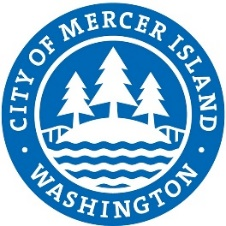 · CITY OF MERCER ISLAND ·
WASHINGTON